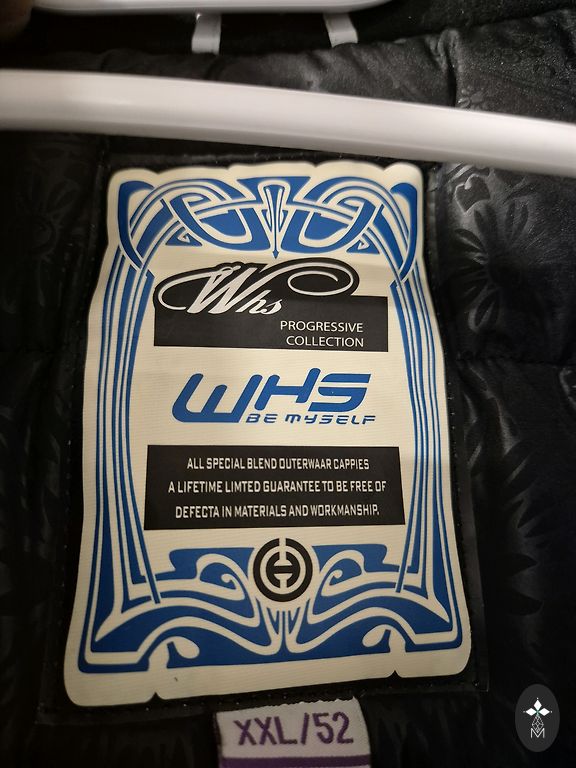 Whs
PROGRESSIVE
COLLECTION
WHS
BE MYSELF
ALL SPECIAL BLEND OUTERWAAR CAPPIES
A LIFETIME LIMTED GUARANTEE TO BE FREE OF
DEFECTA IN MATERIALS AND WORKMANSHIP.
XXL/52